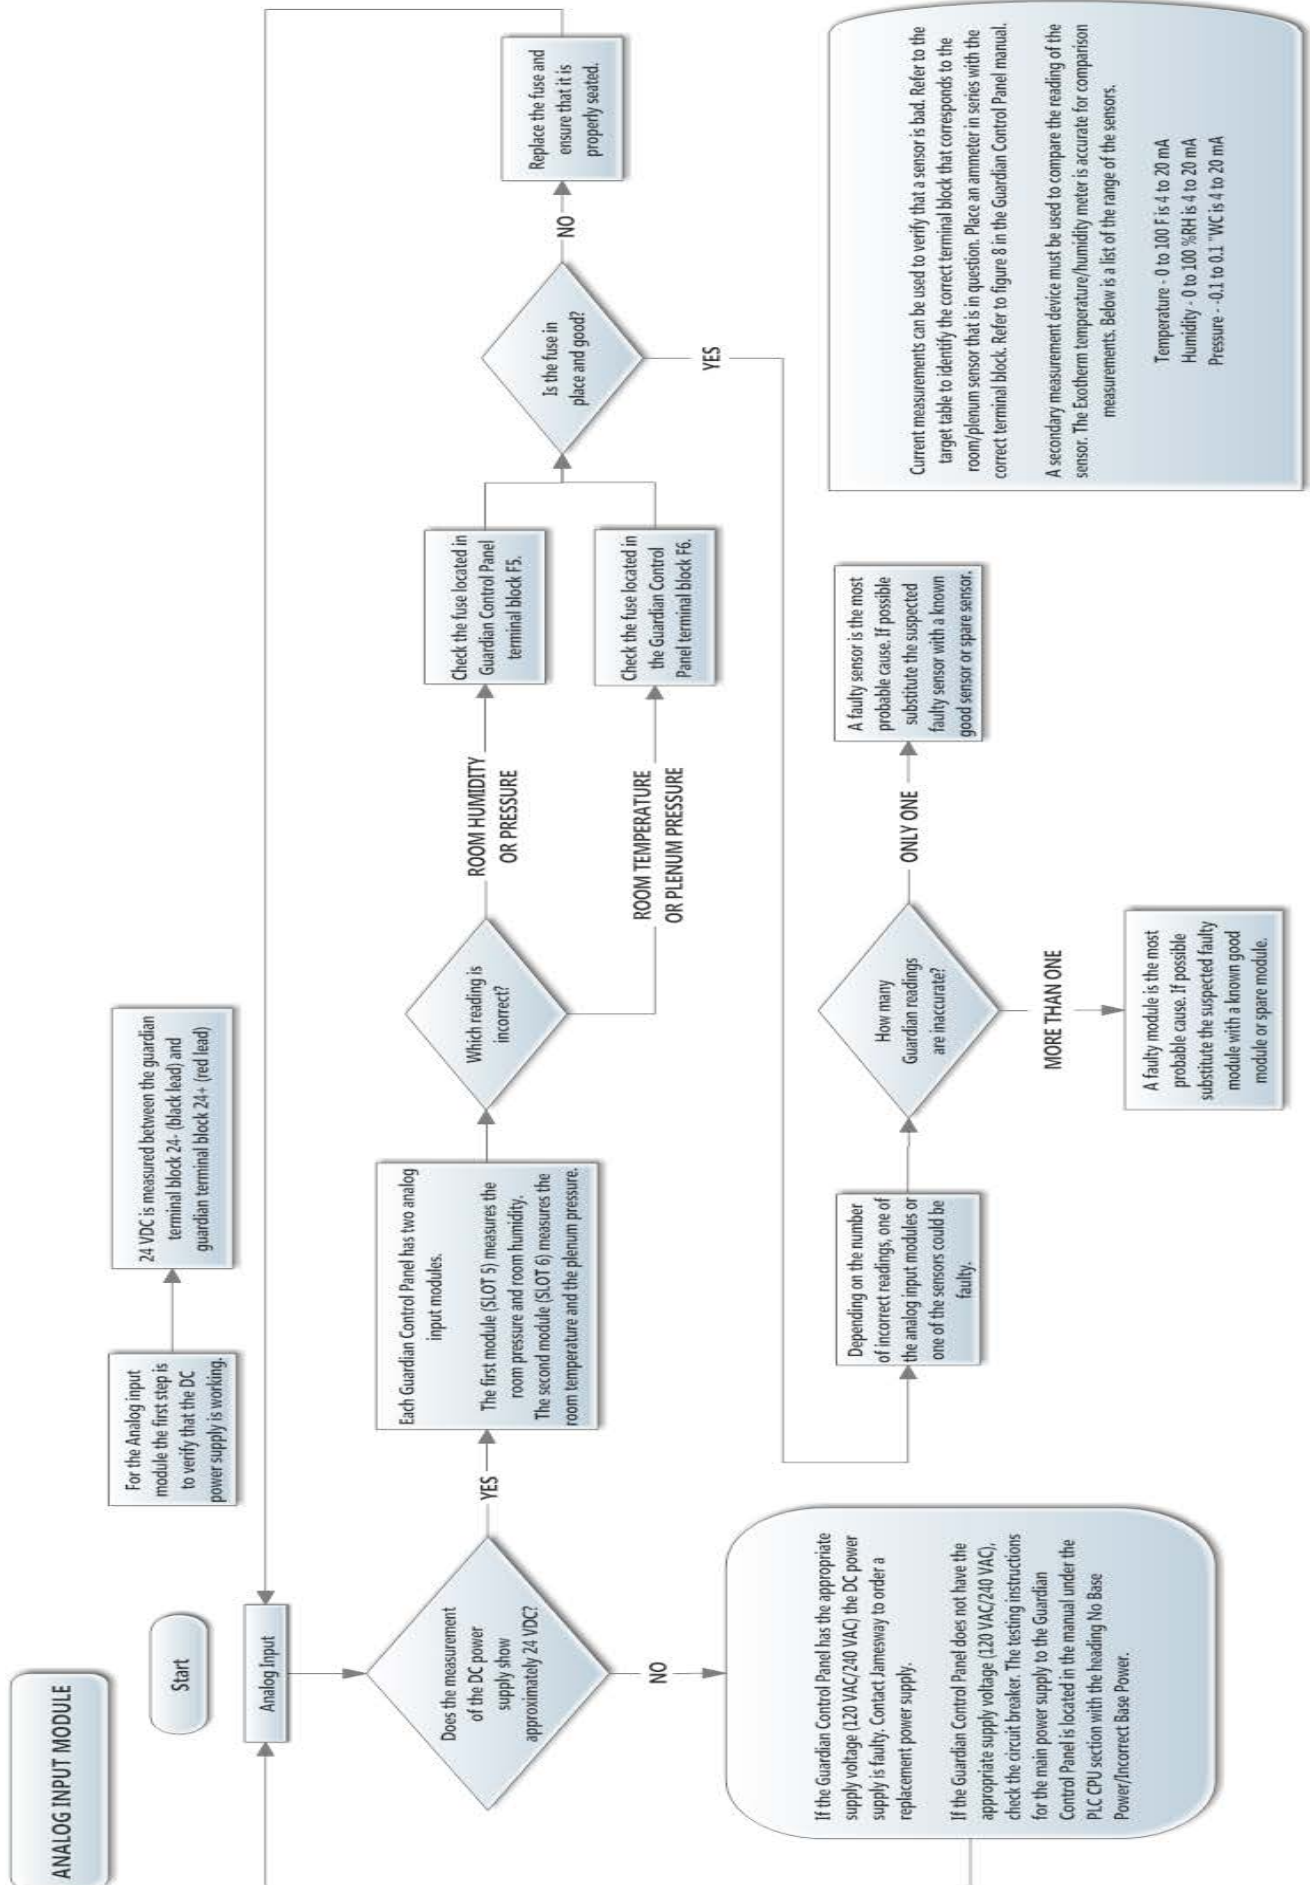 ANALOG INPUT MODULE
Start
Analog Input
For the Analog input
module the first step is
to verify that the DC
power supply is working.
24 VDC is measured between the guardian
terminal block 24- (black lead) and
guardian terminal block 24+ (red lead)
Does the measurement
of the DC power
supply show
approximately 24 VDC?
YES
NO
If the Guardian Control Panel has the appropriate
supply voltage (120 VAC/240 VAC) the DC power
supply is faulty. Contact Jamesway to order a
replacement power supply.
If the Guardian Control Panel does not have the
appropriate supply voltage (120 VAC/240 VAC),
check the circuit breaker. The testing instructions
for the main power supply to the Guardian
Control Panel is located in the manual under the
PLC CPU section with the heading No Base
Power/Incorrect Base Power.
Each Guardian Control Panel has two analog
input modules.
The first module (SLOT 5) measures the
room pressure and room humidity.
The second module (SLOT 6) measures the
room temperature and the plenum pressure.
Which reading is
incorrect?
ROOM HUMIDITY
OR PRESSURE
ROOM TEMPERATURE
OR PLENUM PRESSURE
Check the fuse located in
Guardian Control Panel
terminal block F5.
Check the fuse located in
the Guardian Control
Panel terminal block F6.
Is the fuse in
place and good?
NO
YES
Replace the fuse and
ensure that it is
properly seated.
Depending on the number
of incorrect readings, one of
the analog input modules or
one of the sensors could be
faulty.
How many
Guardian readings
are inaccurate?
ONLY ONE
MORE THAN ONE
A faulty sensor is the most
probable cause. If possible
substitute the suspected
faulty sensor with a known
good sensor or spare sensor.
A faulty module is the most
probable cause. If possible
substitute the suspected faulty
module with a known good
module or spare module.
Current measurements can be used to verify that a sensor is bad. Refer to the
target table to identify the correct terminal block that corresponds to the
room/plenum sensor that is in question. Place an ammeter in series with the
correct terminal block. Refer to figure 8 in the Guardian Control Panel manual.
A secondary measurement device must be used to compare the reading of the
sensor. The Exotherm temperature/humidity meter is accurate for comparison
measurements. Below is a list of the range of the sensors.
Temperature - 0 to 100 F is 4 to 20 mA
Humidity - 0 to 100 %RH is 4 to 20 mA
Pressure - -0.1 to 0.1 "WC is 4 to 20 mA